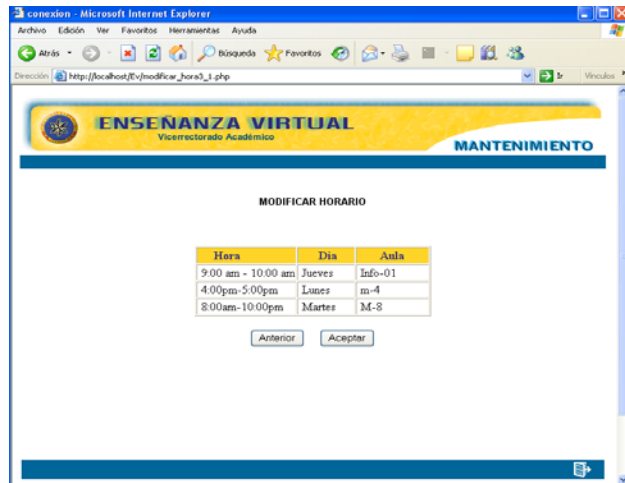 conexion - Microsoft Internet Explorer
Archivo Edición Ver Favoritos Herramientas Ayuda
Atrás Búsqueda Favoritos
Dirección http://localhost/Ev/modificar_hora3_1.php Ir Vínculos
ENSEÑANZA VIRTUAL
Vicerrectorado Académico
MANTENIMIENTO
MODIFICAR HORARIO
Hora Dia Aula
9:00 am - 10:00 am Jueves Info-01
4:00pm-5:00pm Lunes m-4
8:00am-10:00pm Martes M-8
Anterior Aceptar